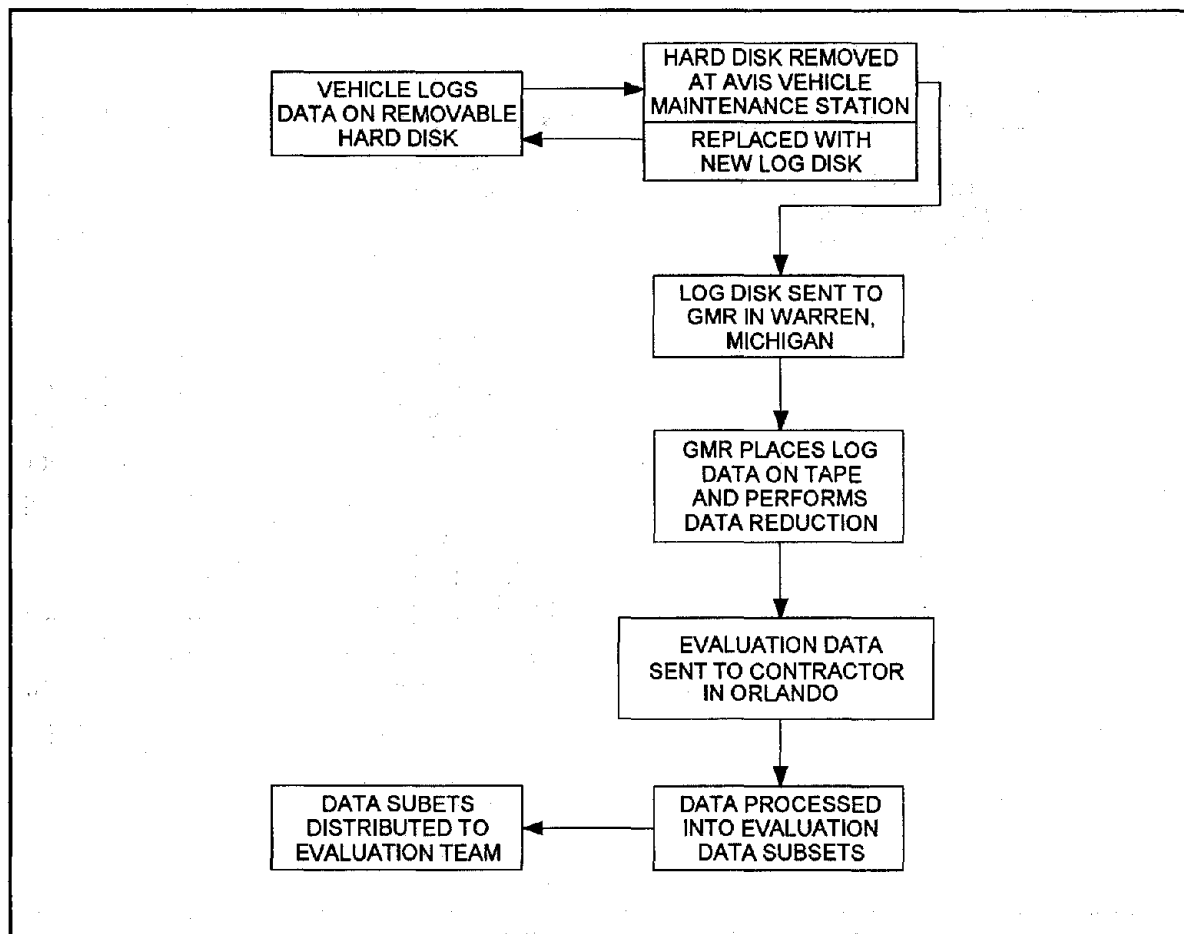 VEHICLE LOGS
DATA ON REMOVABLE
HARD DISK
HARD DISK REMOVED
AT AVIS VEHICLE
MAINTENANCE STATION
REPLACED WITH
NEW LOG DISK
LOG DISK SENT TO
GMR IN WARREN,
MICHIGAN
GMR PLACES LOG
DATA ON TAPE
AND PERFORMS
DATA REDUCTION
EVALUATION DATA
SENT TO CONTRACTOR
IN ORLANDO
DATA PROCESSED
INTO EVALUATION
DATA SUBSETS
DATA SUBETS
DISTRIBUTED TO
EVALUATION TEAM